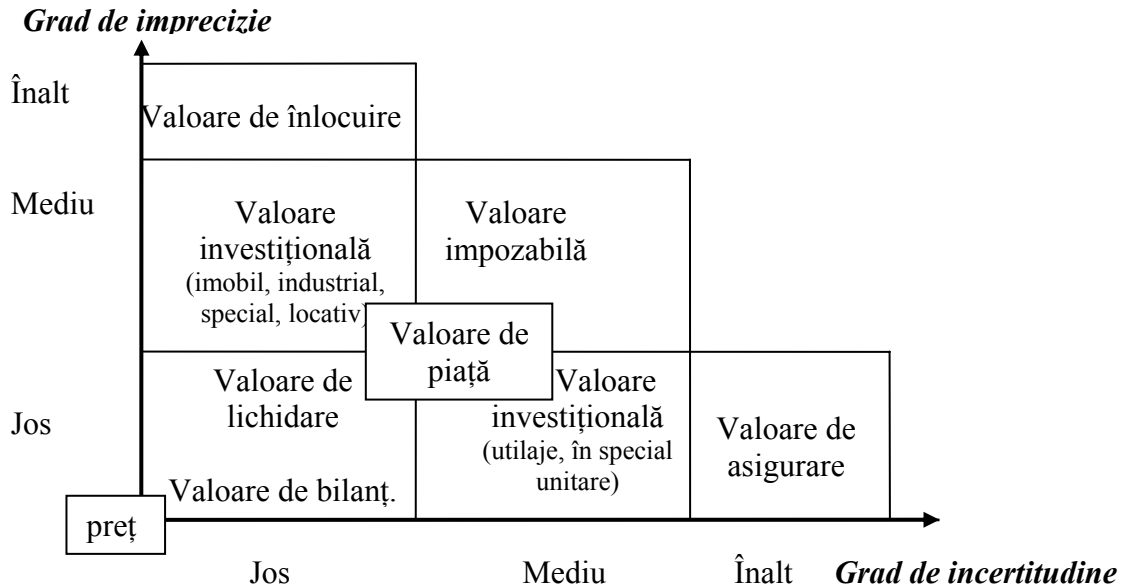 Grad de imprecizie
Înalt
Valoare de înlocuire
Mediu
Valoare
investițională
(imobil, industrial,
special, locativ)
Valoare
impozabilă
Valoare de
piață
Jos
Valoare de
lichidare
Valoare de bilanț.
Valoare
investițională
(utilaje, în special
unitare)
Valoare de
asigurare
preț
Jos
Mediu
Înalt
Grad de incertitudine